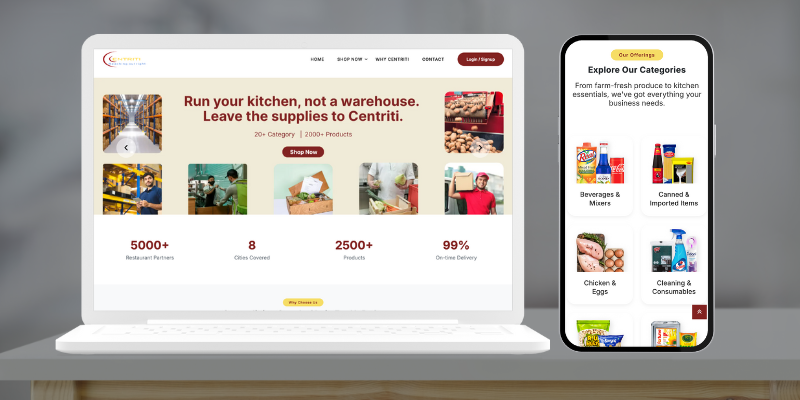 HOME
SHOP NOW
WHY CENTRITI
CONTACT
Login / Signup
Run your kitchen, not a warehouse.
Leave the supplies to Centriti.
20+ Category | 2000+ Products
Shop Now
5000+
Restaurant Partners
8
Cities Covered
2500+
Products
99%
On-time Delivery
Why Choose Us
Our Offerings
Explore Our Categories
From farm-fresh produce to kitchen
essentials, we've got everything your
business needs.
Beverages &
Mixers
Canned &
Imported Items
Chicken &
Eggs
Cleaning &
Consumables